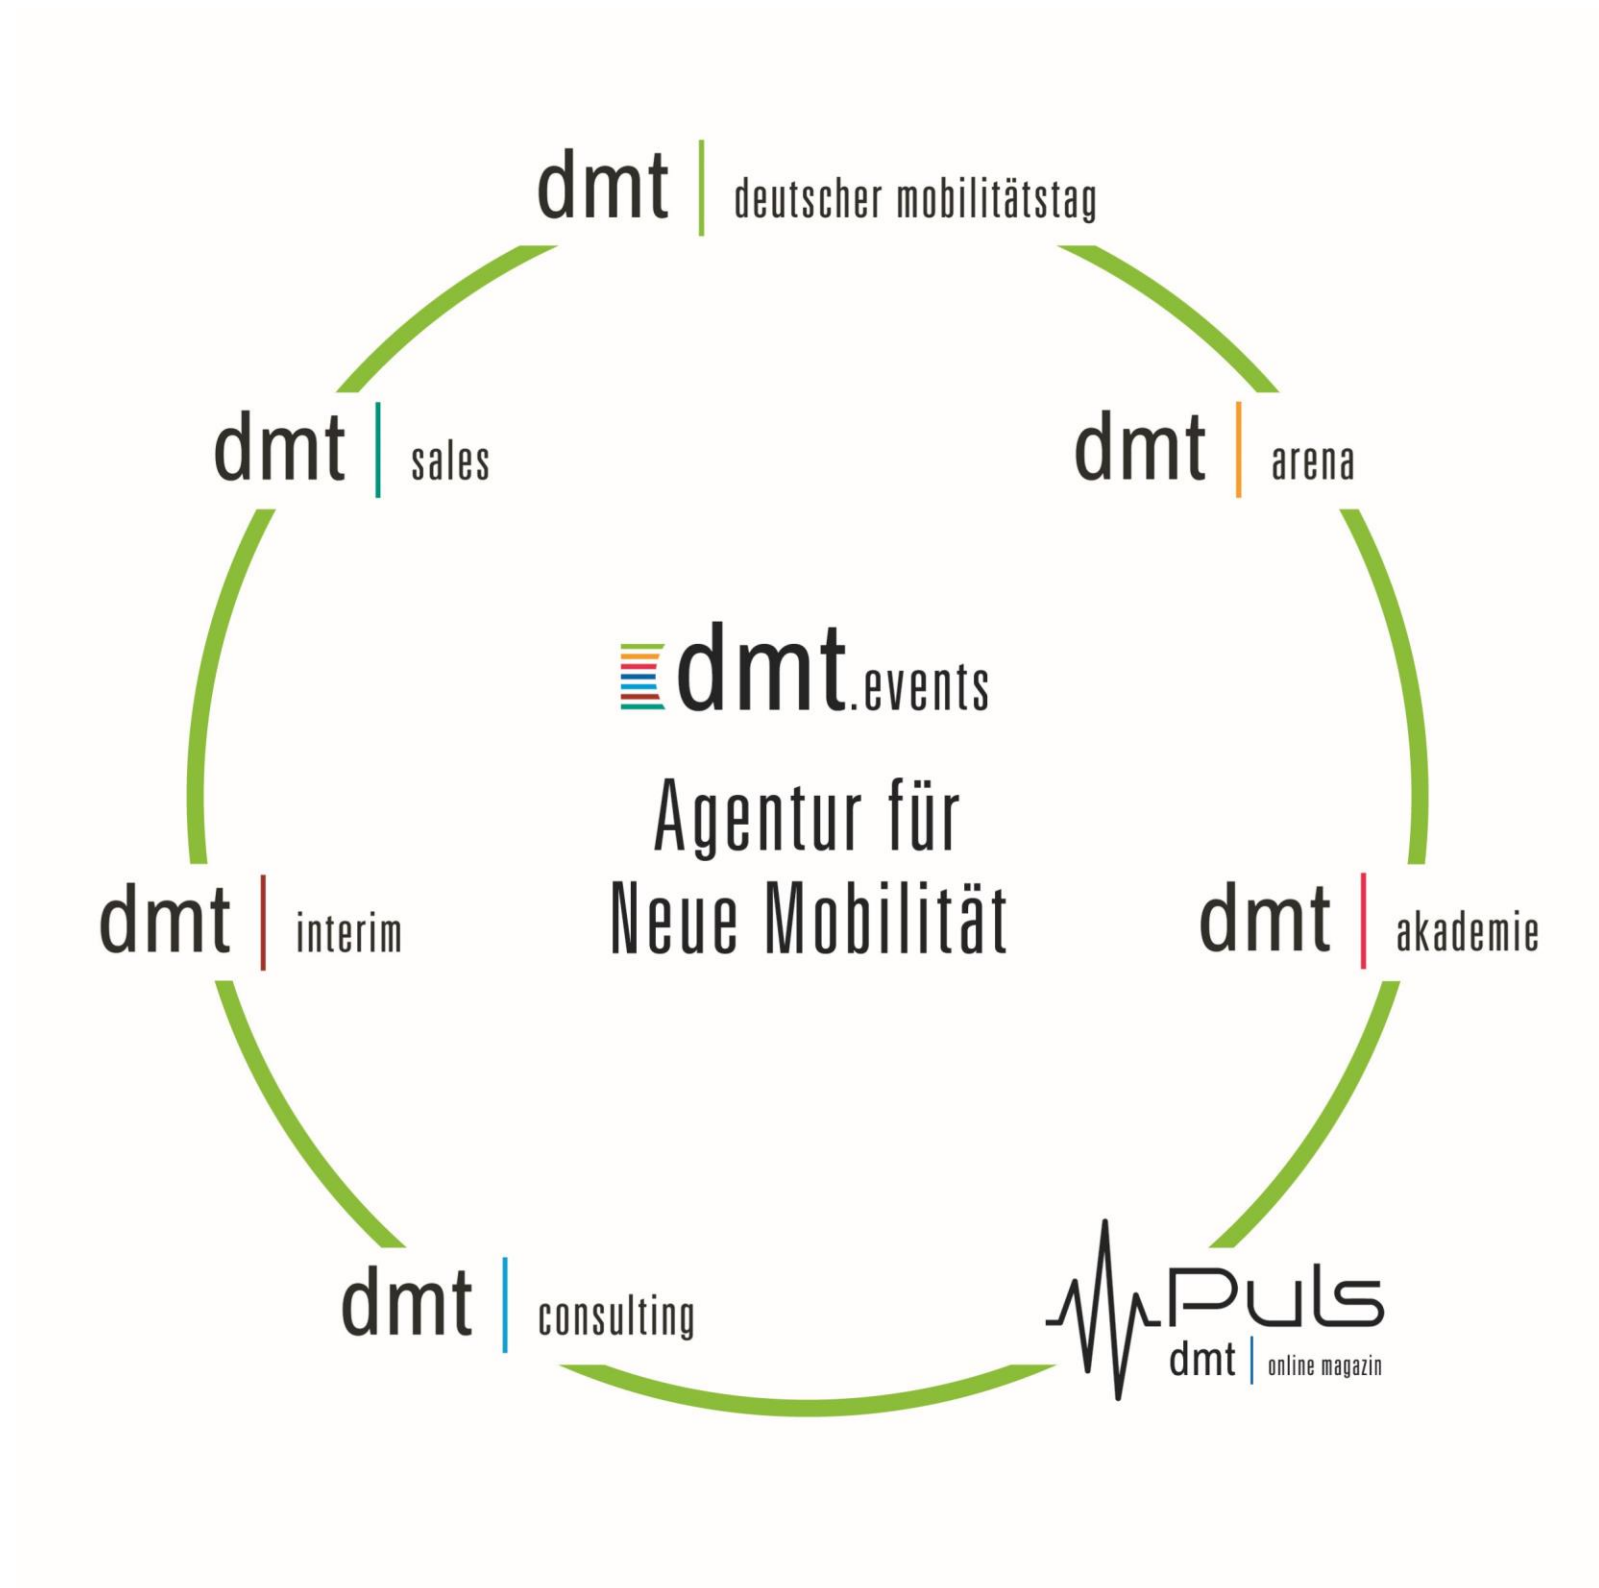 dmt | deutscher mobilitätstag
dmt | sales
dmt | arena
dmt.events
Agentur für
Neue Mobilität
dmt | interim
dmt | akademie
dmt | consulting
Puls
dmt | online magazin